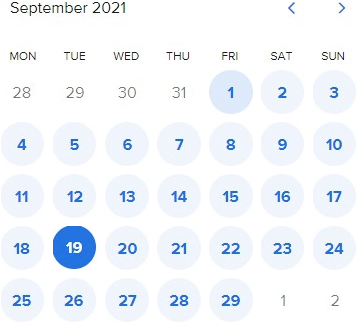 September 2021
MON TUE WED THU FRI SAT SUN
28 29 30 31 1 2 3
4 5 6 7 8 9 10
11 12 13 14 15 16 17
18 19 20 21 22 23 24
25 26 27 28 29 1 2